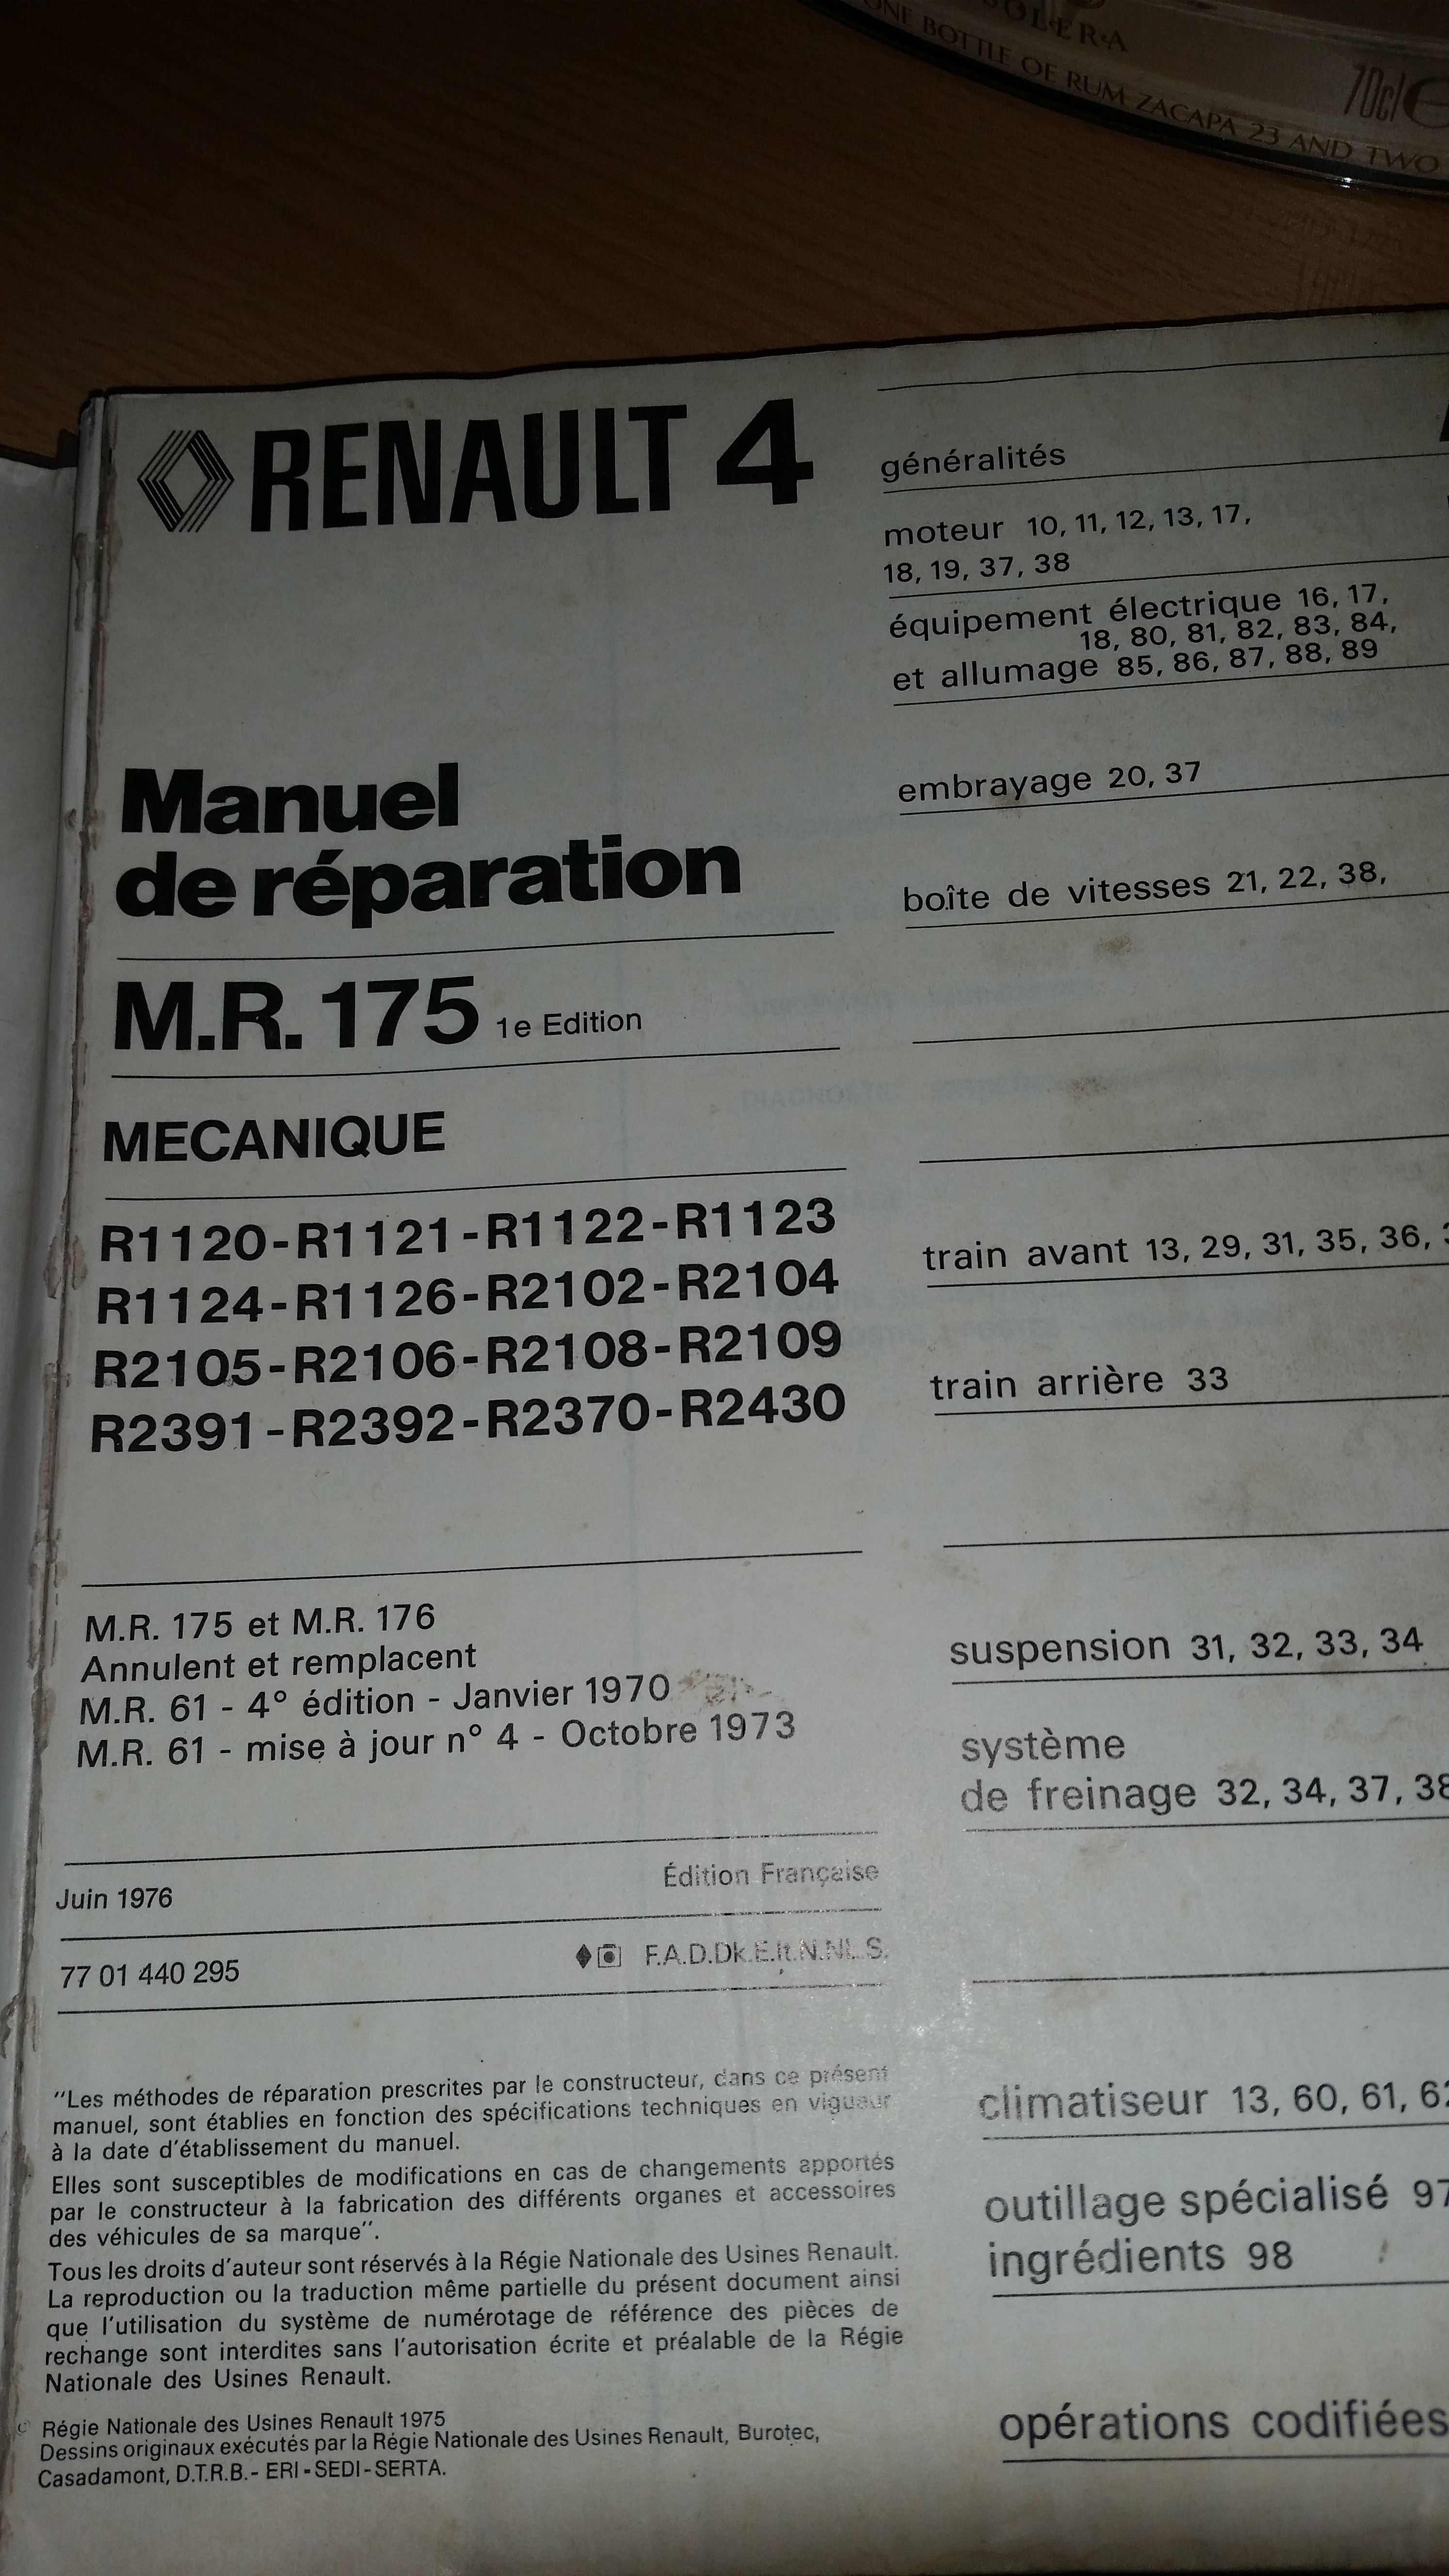 SOLERA
ONE BOTTLE OF RUM ZACAPA 23 AND TWO
70cl e
RENAULT 4
Manuel
de réparation
M.R. 175 1e Edition
MECANIQUE
R1120-R1121-R1122-R1123
R1124-R1126-R2102-R2104
R2105-R2106-R2108-R2109
R2391-R2392-R2370-R2430
M.R. 175 et M.R. 176
Annulent et remplacent
M.R. 61 - 4° édition - Janvier 1970
M.R. 61 - mise à jour n° 4 - Octobre 1973
Juin 1976
Édition Française
77 01 440 295
F.A.D.Dk.E.It.N.NL.S.
"Les méthodes de réparation prescrites par le constructeur, dans ce présent
manuel, sont établies en fonction des spécifications techniques en vigueur
à la date d'établissement du manuel.
Elles sont susceptibles de modifications en cas de changements apportés
par le constructeur à la fabrication des différents organes et accessoires
des véhicules de sa marque".
Tous les droits d'auteur sont réservés à la Régie Nationale des Usines Renault.
La reproduction ou la traduction même partielle du présent document ainsi
que l'utilisation du système de numérotage de référence des pièces de
rechange sont interdites sans l'autorisation écrite et préalable de la Régie
Nationale des Usines Renault.
© Régie Nationale des Usines Renault 1975
Dessins originaux exécutés par la Régie Nationale des Usines Renault, Burotec,
Casadamont, D.T.R.B.- ERI - SEDI - SERTA.
généralités
moteur 10, 11, 12, 13, 17,
18, 19, 37, 38
équipement électrique 16, 17,
18, 80, 81, 82, 83, 84,
et allumage 85, 86, 87, 88, 89
embrayage 20, 37
boîte de vitesses 21, 22, 38,
train avant 13, 29, 31, 35, 36,
train arrière 33
suspension 31, 32, 33, 34
système
de freinage 32, 34, 37, 38
climatiseur 13, 60, 61, 62
outillage spécialisé 97
ingrédients 98
opérations codifiées